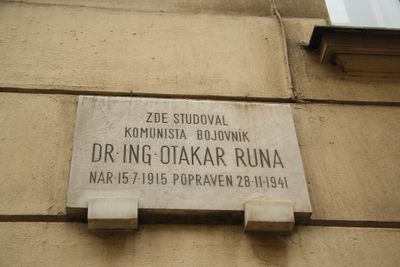 ZDE STUDOVAL
KOMUNISTA BOJOVNÍK
DR·ING·OTAKAR RUNA
NAR·15·7·1915 POPRAVEN 28·11·1941